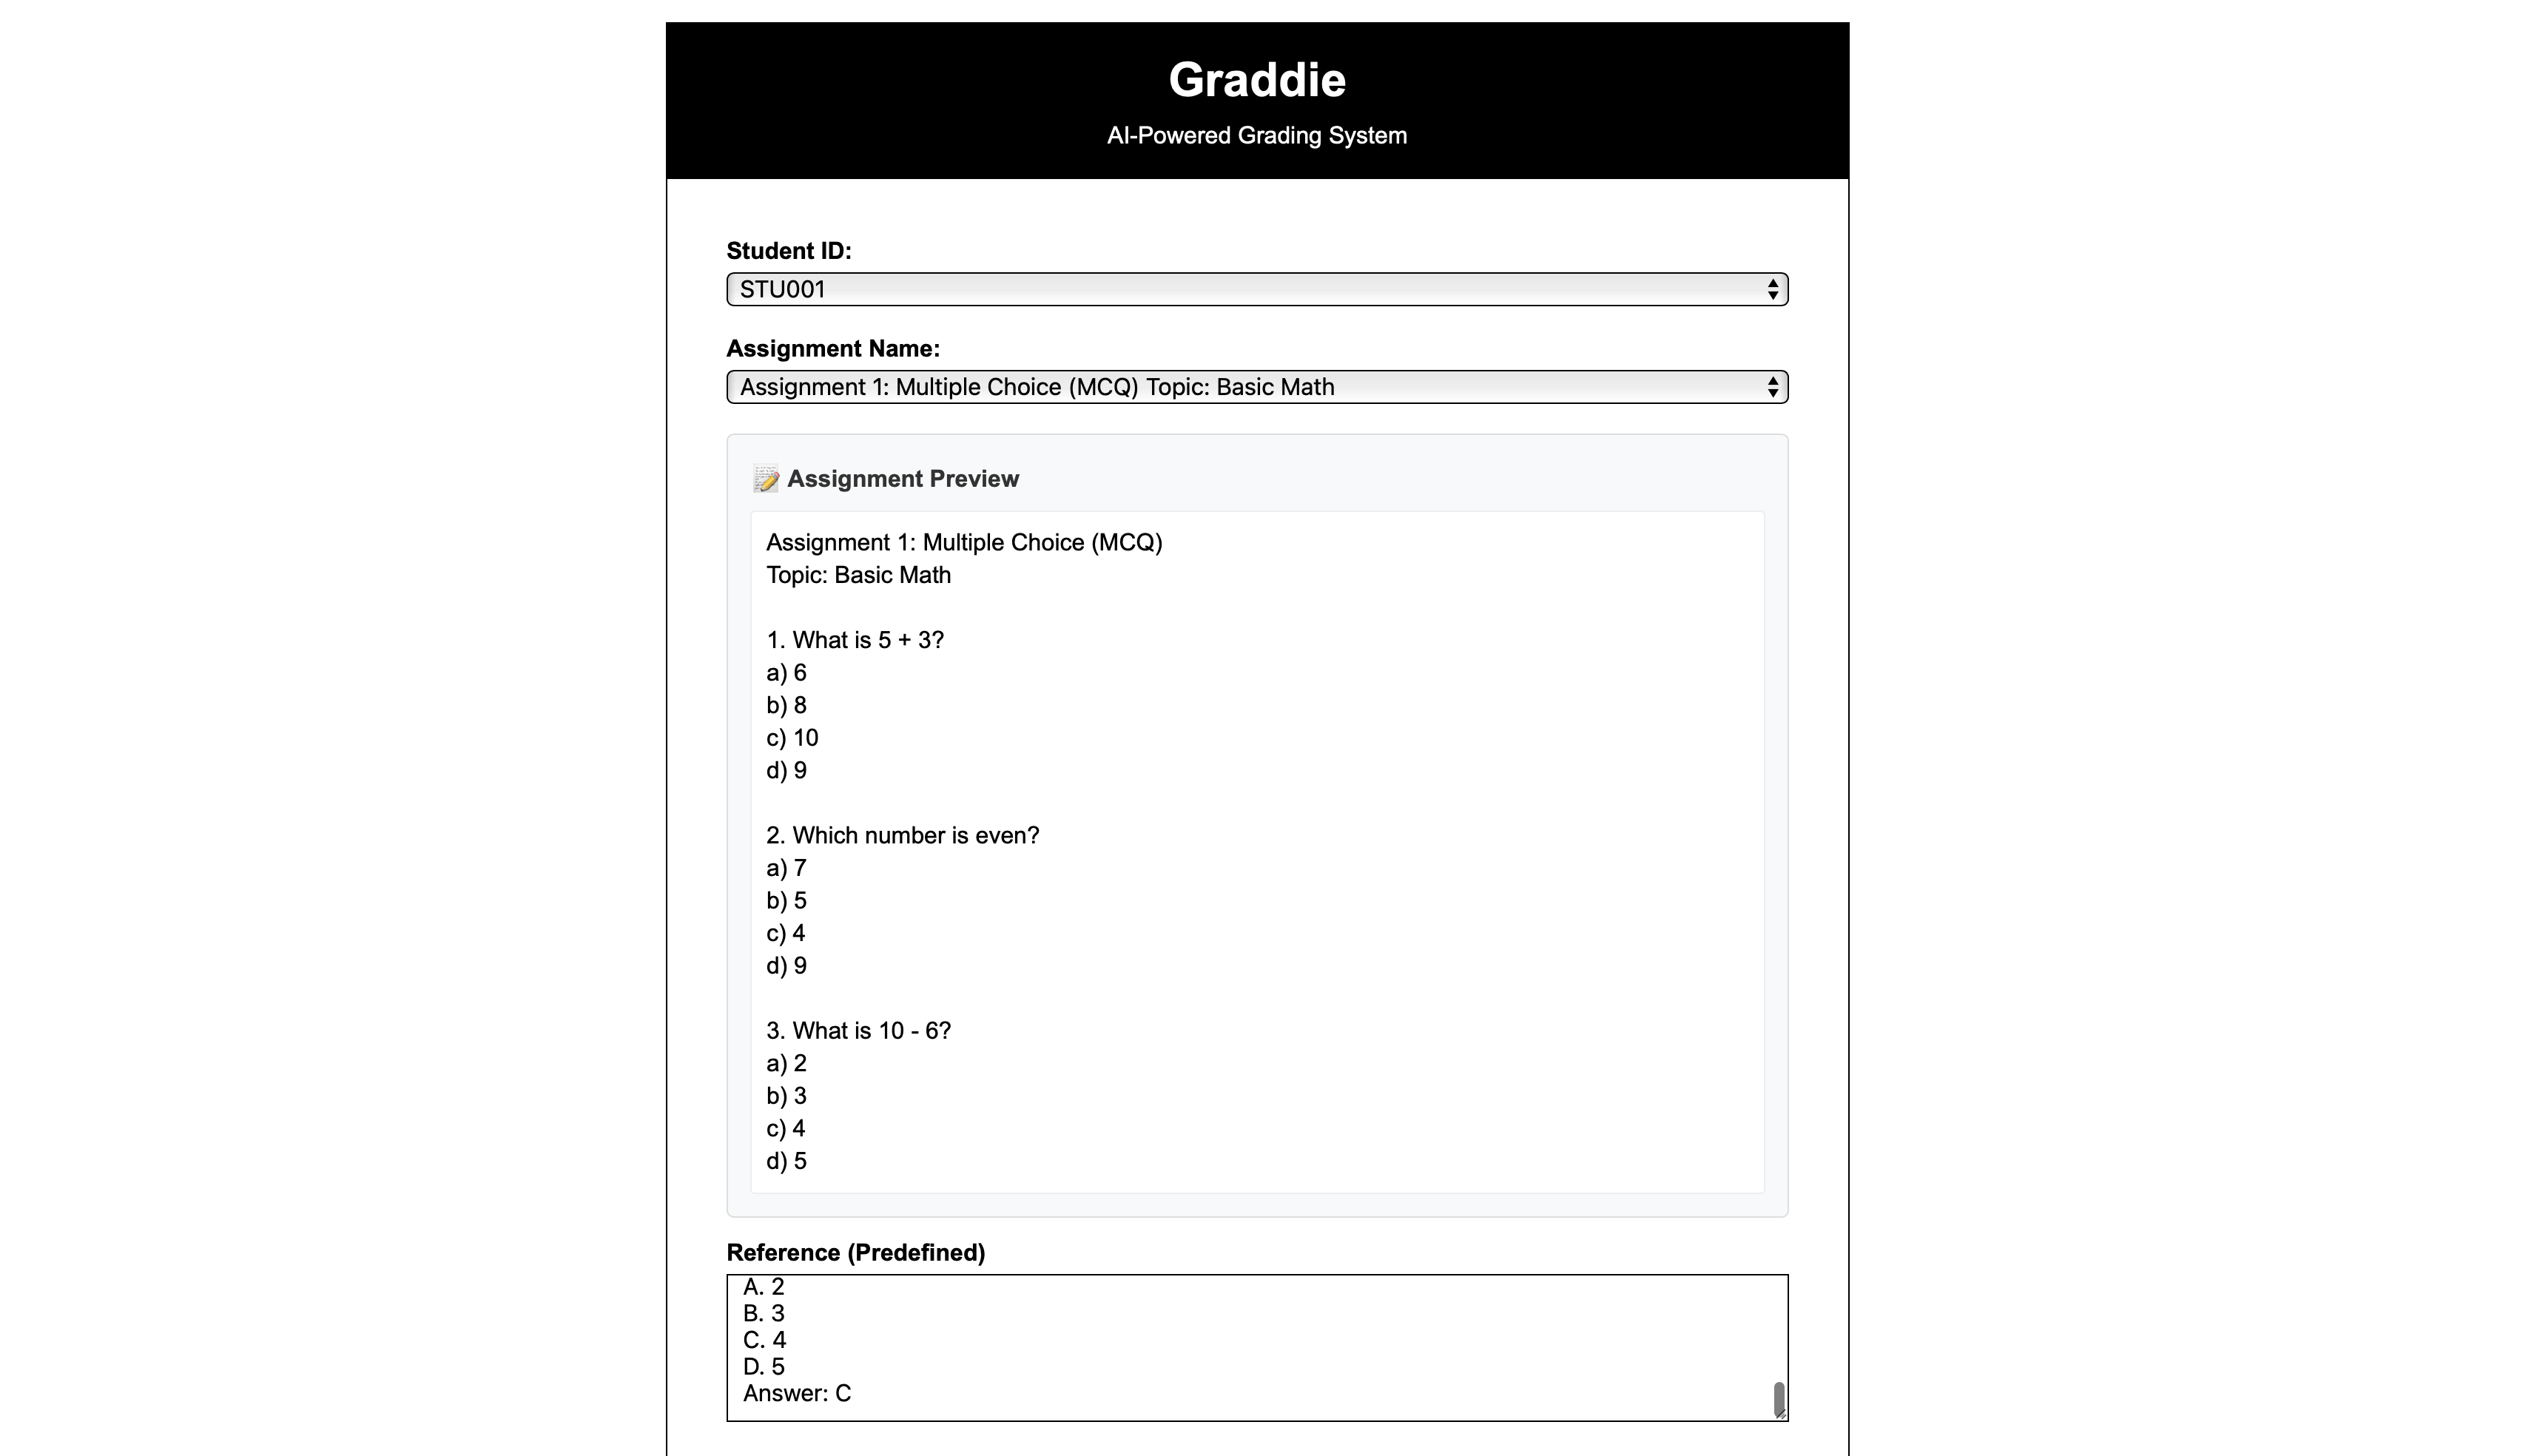 Graddie
AI-Powered Grading System
Student ID:
STU001
Assignment Name:
Assignment 1: Multiple Choice (MCQ) Topic: Basic Math
Assignment Preview
Assignment 1: Multiple Choice (MCQ)
Topic: Basic Math
1. What is 5 + 3?
a) 6
b) 8
c) 10
d) 9
2. Which number is even?
a) 7
b) 5
c) 4
d) 9
3. What is 10 - 6?
a) 2
b) 3
c) 4
d) 5
Reference (Predefined)
A. 2
B. 3
C. 4
D. 5
Answer: C